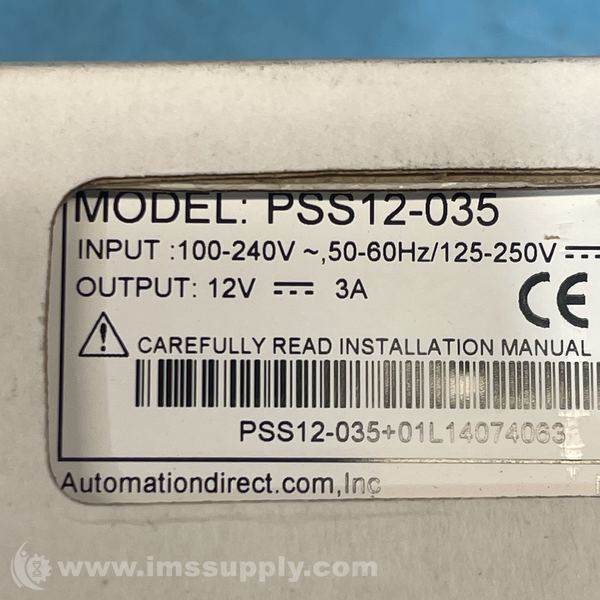 MODEL: PSS12-035
INPUT :100-240V ~,50-60Hz/125-250V ⎓
OUTPUT: 12V ⎓ 3A
CE
CAREFULLY READ INSTALLATION MANUAL
PSS12-035+01L14074063
Automationdirect.com,Inc
www.imssupply.com